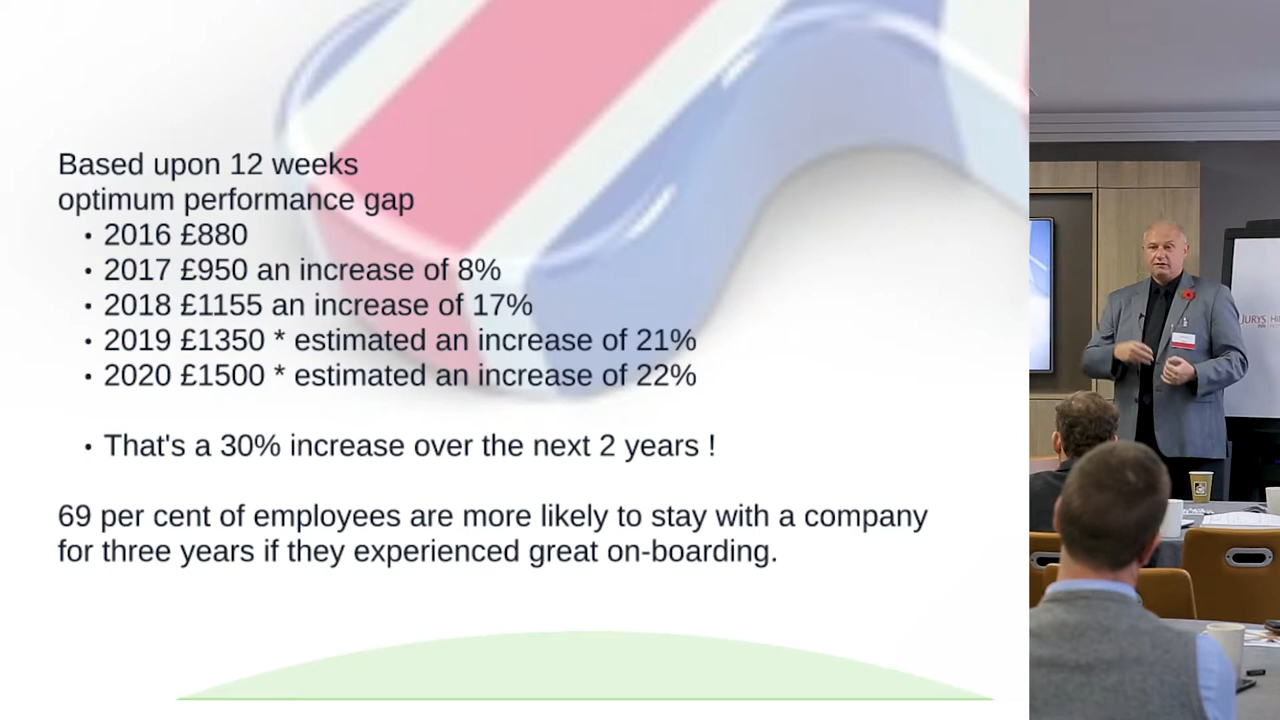 Based upon 12 weeks
optimum performance gap
• 2016 £880
• 2017 £950 an increase of 8%
• 2018 £1155 an increase of 17%
• 2019 £1350 * estimated an increase of 21%
• 2020 £1500 * estimated an increase of 22%
• That's a 30% increase over the next 2 years !
69 per cent of employees are more likely to stay with a company
for three years if they experienced great on-boarding.
JURYS